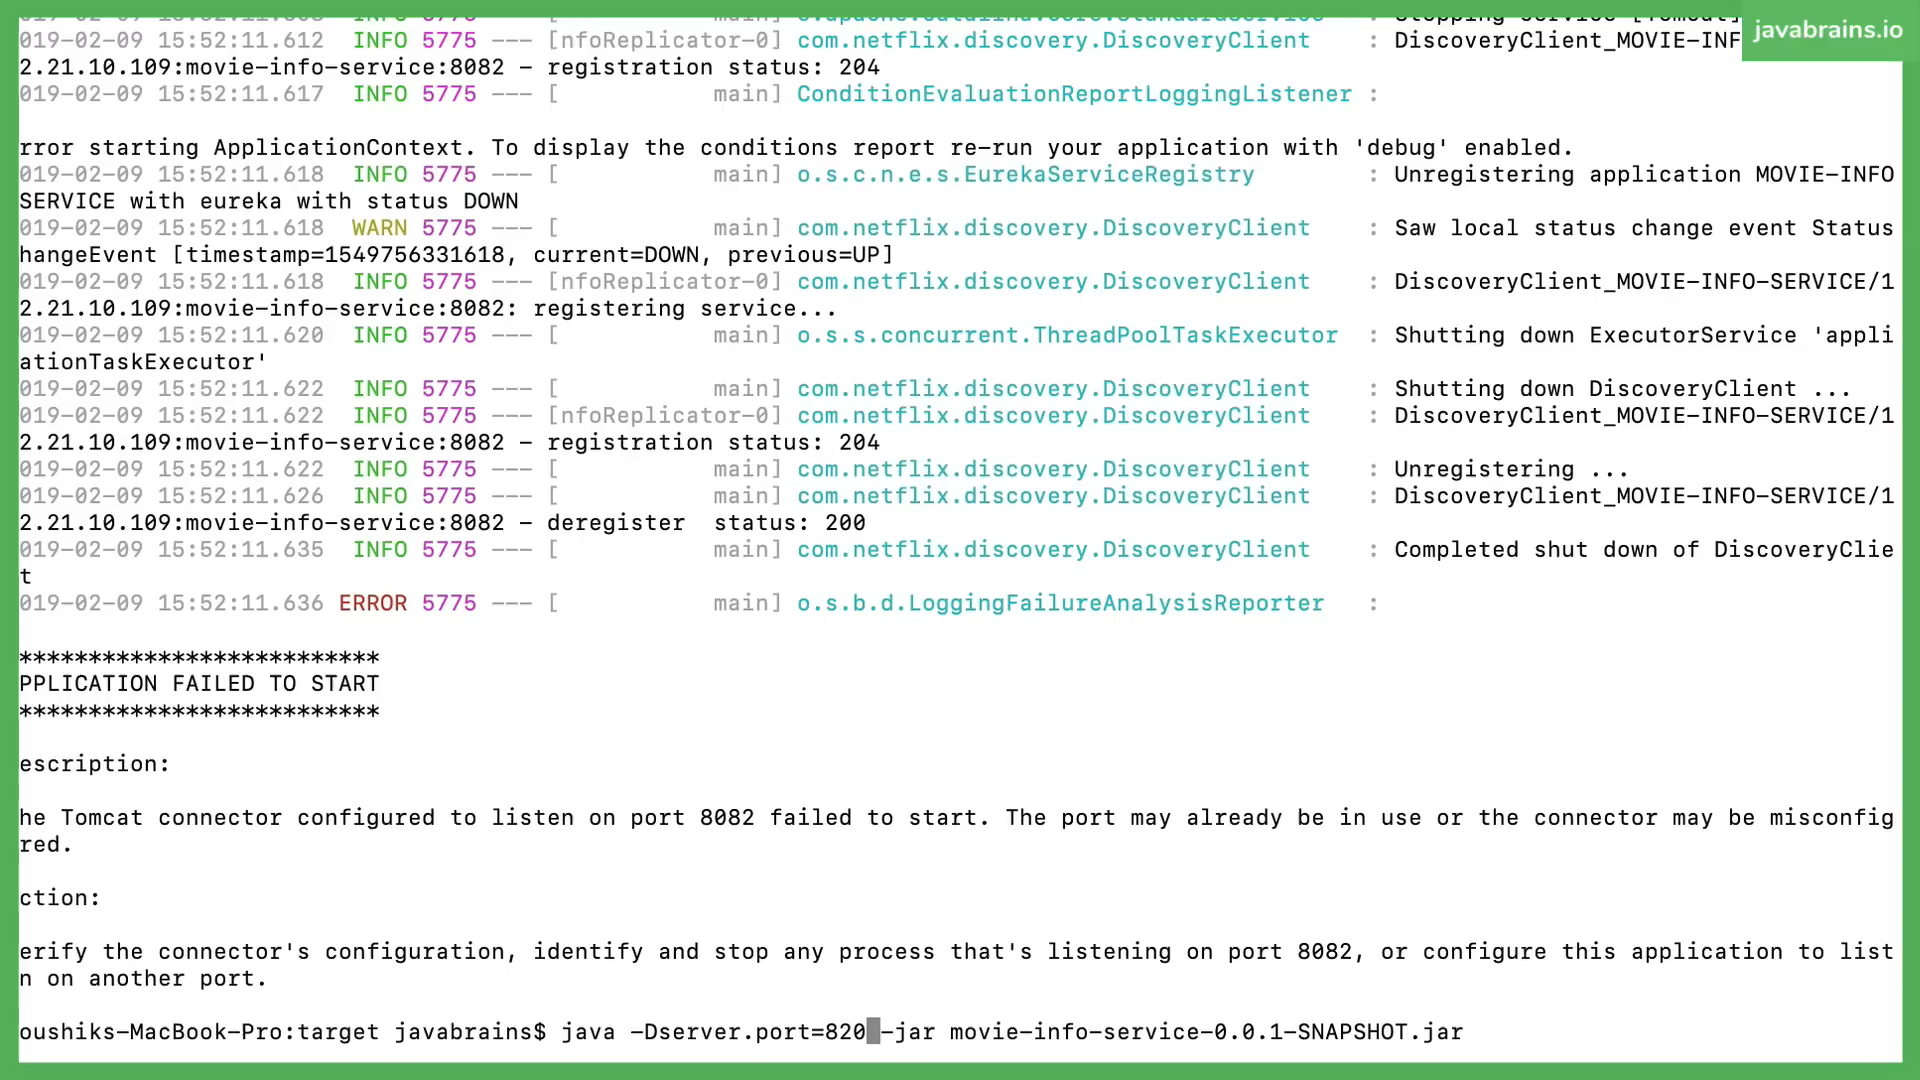 019-02-09 15:52:11.612  INFO 5775 --- [nfoReplicator-0] com.netflix.discovery.DiscoveryClient    : DiscoveryClient_MOVIE-INF
javabrains.io
2.21.10.109:movie-info-service:8082 - registration status: 204
019-02-09 15:52:11.617  INFO 5775 --- [           main] ConditionEvaluationReportLoggingListener :
rror starting ApplicationContext. To display the conditions report re-run your application with 'debug' enabled.
019-02-09 15:52:11.618  INFO 5775 --- [           main] o.s.c.n.e.s.EurekaServiceRegistry        : Unregistering application MOVIE-INFO
SERVICE with eureka with status DOWN
019-02-09 15:52:11.618  WARN 5775 --- [           main] com.netflix.discovery.DiscoveryClient    : Saw local status change event Status
hangeEvent [timestamp=1549756331618, current=DOWN, previous=UP]
019-02-09 15:52:11.618  INFO 5775 --- [nfoReplicator-0] com.netflix.discovery.DiscoveryClient    : DiscoveryClient_MOVIE-INFO-SERVICE/1
2.21.10.109:movie-info-service:8082: registering service...
019-02-09 15:52:11.620  INFO 5775 --- [           main] o.s.s.concurrent.ThreadPoolTaskExecutor  : Shutting down ExecutorService 'appli
ationTaskExecutor'
019-02-09 15:52:11.622  INFO 5775 --- [           main] com.netflix.discovery.DiscoveryClient    : Shutting down DiscoveryClient ...
019-02-09 15:52:11.622  INFO 5775 --- [nfoReplicator-0] com.netflix.discovery.DiscoveryClient    : DiscoveryClient_MOVIE-INFO-SERVICE/1
2.21.10.109:movie-info-service:8082 - registration status: 204
019-02-09 15:52:11.622  INFO 5775 --- [           main] com.netflix.discovery.DiscoveryClient    : Unregistering ...
019-02-09 15:52:11.626  INFO 5775 --- [           main] com.netflix.discovery.DiscoveryClient    : DiscoveryClient_MOVIE-INFO-SERVICE/1
2.21.10.109:movie-info-service:8082 - deregister  status: 200
019-02-09 15:52:11.635  INFO 5775 --- [           main] com.netflix.discovery.DiscoveryClient    : Completed shut down of DiscoveryClie
t
019-02-09 15:52:11.636 ERROR 5775 --- [           main] o.s.b.d.LoggingFailureAnalysisReporter   :
**************************
PPLICATION FAILED TO START
**************************
escription:
he Tomcat connector configured to listen on port 8082 failed to start. The port may already be in use or the connector may be misconfig
red.
ction:
erify the connector's configuration, identify and stop any process that's listening on port 8082, or configure this application to list
n on another port.
oushiks-MacBook-Pro:target javabrains$ java -Dserver.port=820 -jar movie-info-service-0.0.1-SNAPSHOT.jar